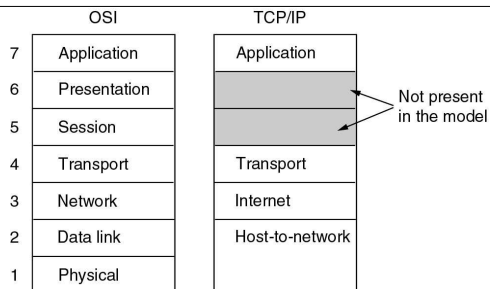 OSI TCP/IP
7 Application Application
6 Presentation
Not present
in the model
5 Session
4 Transport Transport
3 Network Internet
2 Data link Host-to-network
1 Physical